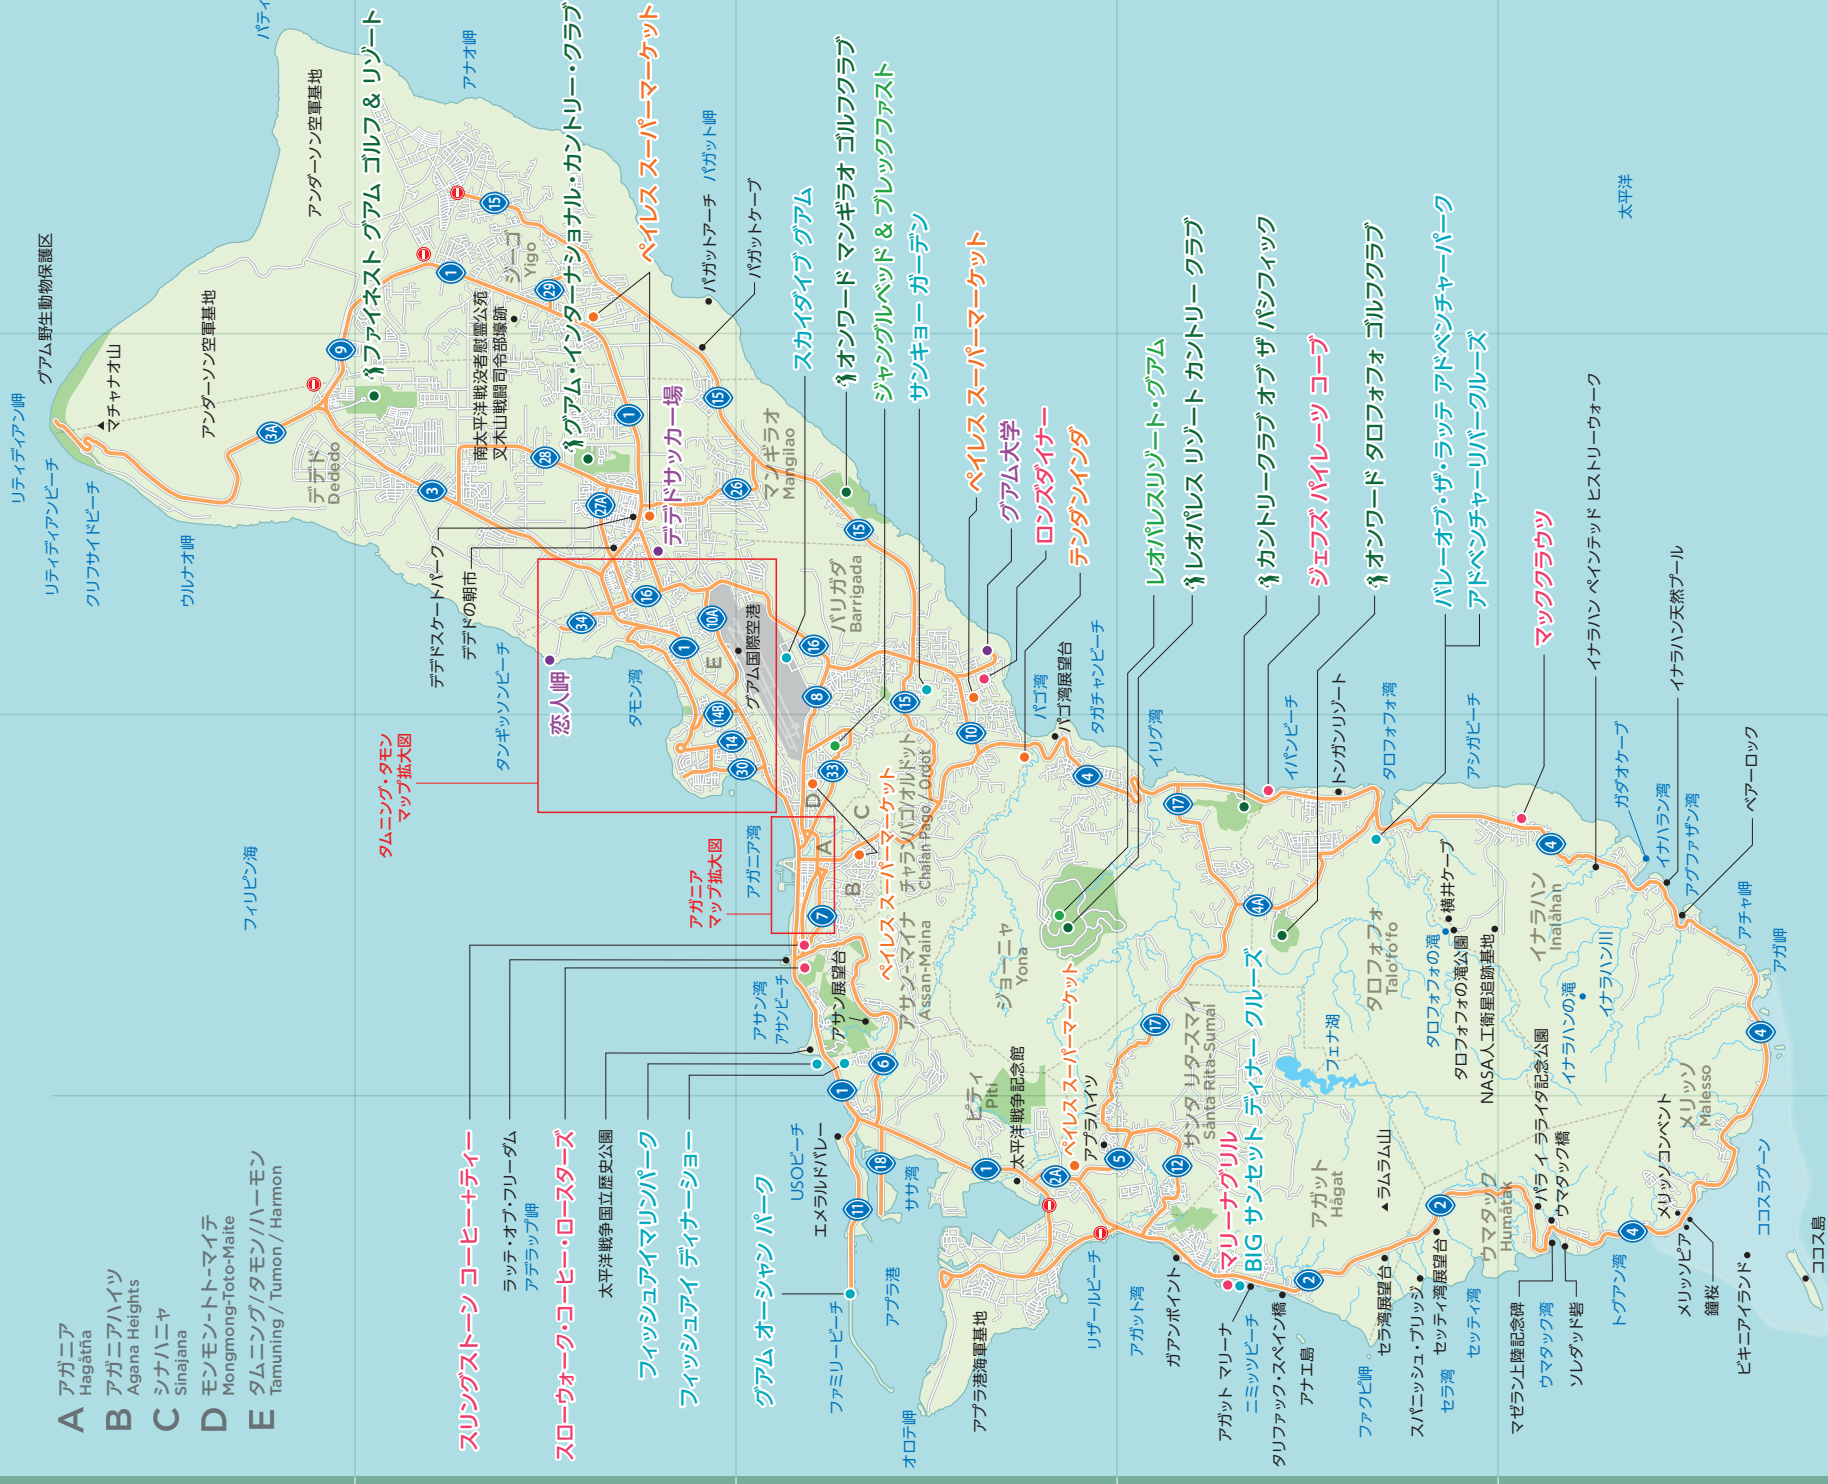 A アガニア
Hagåtña
B アガニアハイツ
Agana Heights
C シナハニャ
Sinajana
D モンモン・ト・マイテ
Mongmong-Toto-Maite
E タムニング/タモン/ハーモン
Tamuning / Tumon / Harmon
リティディアン岬
グアム野生動物保護区
リティディアンビーチ
クリフサイドビーチ
マチャナオ山
ウルナオ岬
アンダーソン空軍基地
アンダーソン空軍基地
パティ
アナオ岬
ファイネスト グアム ゴルフ & リゾート
デデド
Dededo
ジーゴ
Yigo
南太平洋戦没者慰霊公苑
又木山戦闘司令部壕跡
グアム・インターナショナル・カントリー・クラブ
ペイレス スーパーマーケット
デデドサッカー場
デデドスケートパーク
デデドの朝市
パガット岬
パガットアーチ
パガットケーブ
マンギラオ
Mangilao
スカイダイブ グアム
オンワード マンギラオ ゴルフクラブ
ジャングルベッド & ブレックファスト
サンキョー ガーデン
ペイレス スーパーマーケット
グアム大学
ロンズダイナー
テンダンインダ
タンギッソンビーチ
恋人岬
タモン湾
タムニング・タモン
マップ拡大図
グアム国際空港
E
バリガダ
Barrigada
フィリピン海
太平洋
アガニア
マップ拡大図
アガニア湾
A
B
C
D
ペイレス スーパーマーケット
チャランパゴ/オルドット
Chalan Pago / Ordot
アサン-マイナ
Assan-Maina
アサン展望台
アサン湾
アサンビーチ
スリングストーン コーヒー+ティー
ラッテ・オブ・フリーダム
アデラップ岬
スローウォーク・コーヒー・ロースターズ
太平洋戦争国立歴史公園
フィッシュアイマリンパーク
フィッシュアイ ディナーショー
グアム オーシャン パーク
USOビーチ
エメラルドバレー
ファミリービーチ
アプラ港
ササ湾
オロテ岬
アプラ港海軍基地
ピティ
Piti
太平洋戦争記念館
ペイレス スーパーマーケット
アプラハイツ
ジョーニャ
Yona
パゴ湾
パゴ湾展望台
タガチャンビーチ
イリグ湾
レオパレスリゾート・グアム
レオパレス リゾート カントリー クラブ
カントリークラブ オブ ザ パシフィック
ジェフズ パイレーツ コーブ
オンワード タロフォフォ ゴルフクラブ
イパンビーチ
トンガンリゾート
タロフォフォ湾
バレーオブ・ザ・ラッテ アドベンチャーパーク
アドベンチャーリバークルーズ
アシガビーチ
マッククラウツ
イナラハン ペインテッド ヒストリーウォーク
イナラハン天然プール
ガダオケーブ
イナラハン湾
アグファザン湾
ベアーロック
アチャ岬
アガ岬
サンタ リタ-スマイ
Sånta Rita-Sumai
フェナ湖
タロフォフォ
Talo'fo'fo
横井ケーブ
タロフォフォの滝
タロフォフォの滝公園
NASA人工衛星追跡基地
イナラハン
Inalåhan
イナラハン川
イナラハンの滝
リザールビーチ
アガット湾
ガアンポイント
マリーナグリル
BIG サンセット ディナー クルーズ
アガット マリーナ
ニミッツビーチ
タリファック・スペイン橋
アナエ島
アガット
Hågat
ラムラム山
セラ湾展望台
ファクピ岬
スパニッシュ・ブリッジ
セッティ湾展望台
セラ湾
セッティ湾
ウマタック
Humåtak
パライ イ ラライタ記念公園
ウマタック橋
マゼラン上陸記念碑
ウマタック湾
ソレダッド砦
トグアン湾
メリッソ
Malesso
メリッソコンベント
メリッソピア
鐘桜
ビキニアイランド
ココスラグーン
ココス島
3A
9
1
15
29
3
28
27A
1
15
26
15
34
16
1
10A
14B
14
30
16
8
33
15
10
7
6
1
18
11
1
2A
5
12
17
4
17
4A
4
4
2
2
4